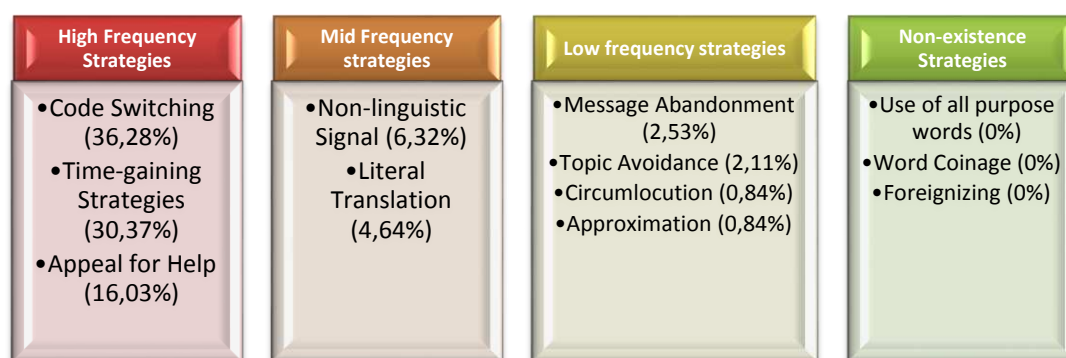 High Frequency
Strategies
•Code Switching
(36,28%)
•Time-gaining
Strategies
(30,37%)
•Appeal for Help
(16,03%)
Mid Frequency
strategies
•Non-linguistic
Signal (6,32%)
•Literal
Translation
(4,64%)
Low frequency strategies
•Message Abandonment
(2,53%)
•Topic Avoidance (2,11%)
•Circumlocution (0,84%)
•Approximation (0,84%)
Non-existence
Strategies
•Use of all purpose
words (0%)
•Word Coinage (0%)
•Foreignizing (0%)